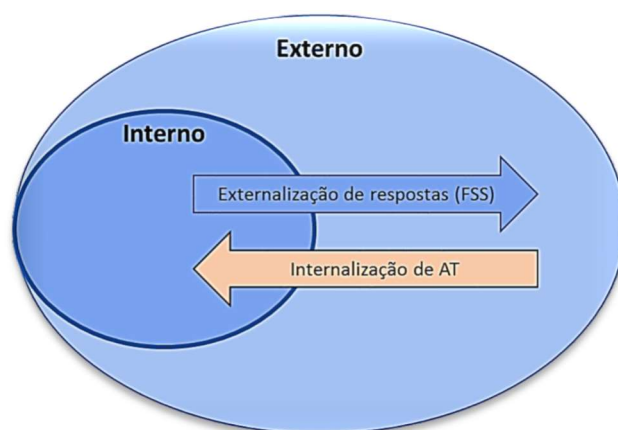 Externo
Interno
Externalização de respostas (FSS)
Internalização de AT